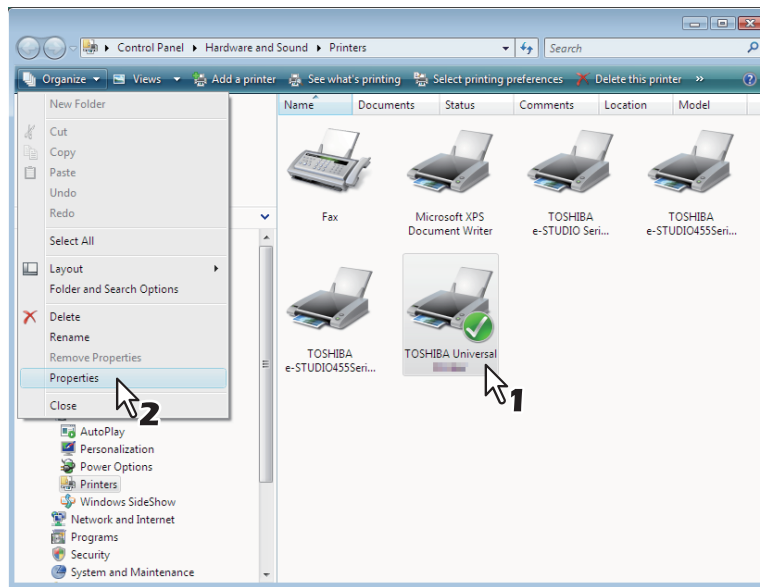 Control Panel ▸ Hardware and Sound ▸ Printers
Search
Organize Views Add a printer See what's printing Select printing preferences Delete this printer »
New Folder
Cut
Copy
Paste
Undo
Redo
Select All
Layout
Folder and Search Options
Delete
Rename
Remove Properties
Properties
Close
2
AutoPlay
Personalization
Power Options
Printers
Windows SideShow
Network and Internet
Programs
Security
System and Maintenance
Name Documents Status Comments Location Model
Fax
Microsoft XPS
Document Writer
TOSHIBA
e-STUDIO Seri...
TOSHIBA
e-STUDIO455Seri...
TOSHIBA
e-STUDIO455Seri...
TOSHIBA Universal
1